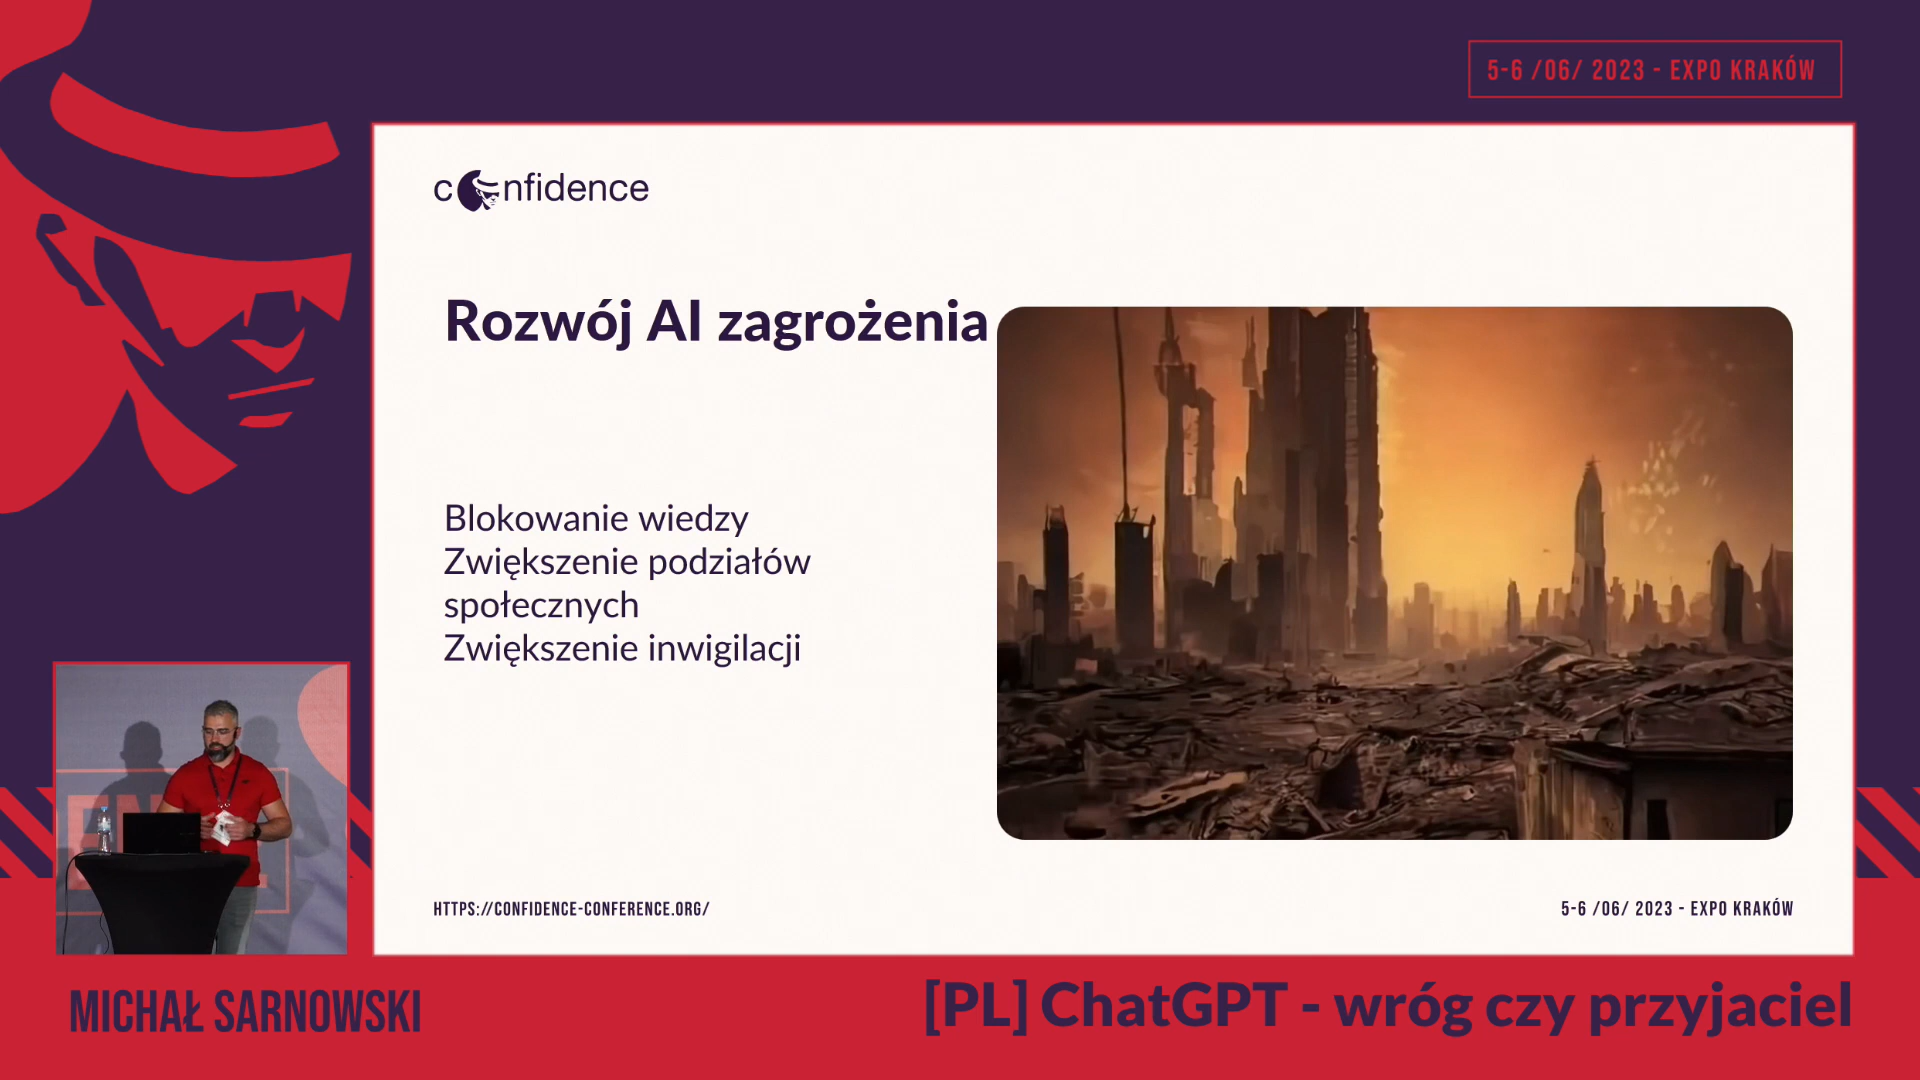 5-6 /06/ 2023 - EXPO KRAKÓW
confidence
Rozwój AI zagrożenia
Blokowanie wiedzy
Zwiększenie podziałów
społecznych
Zwiększenie inwigilacji
HTTPS://CONFIDENCE-CONFERENCE.ORG/
5-6 /06/ 2023 - EXPO KRAKÓW
MICHAŁ SARNOWSKI
[PL] ChatGPT - wróg czy przyjaciel